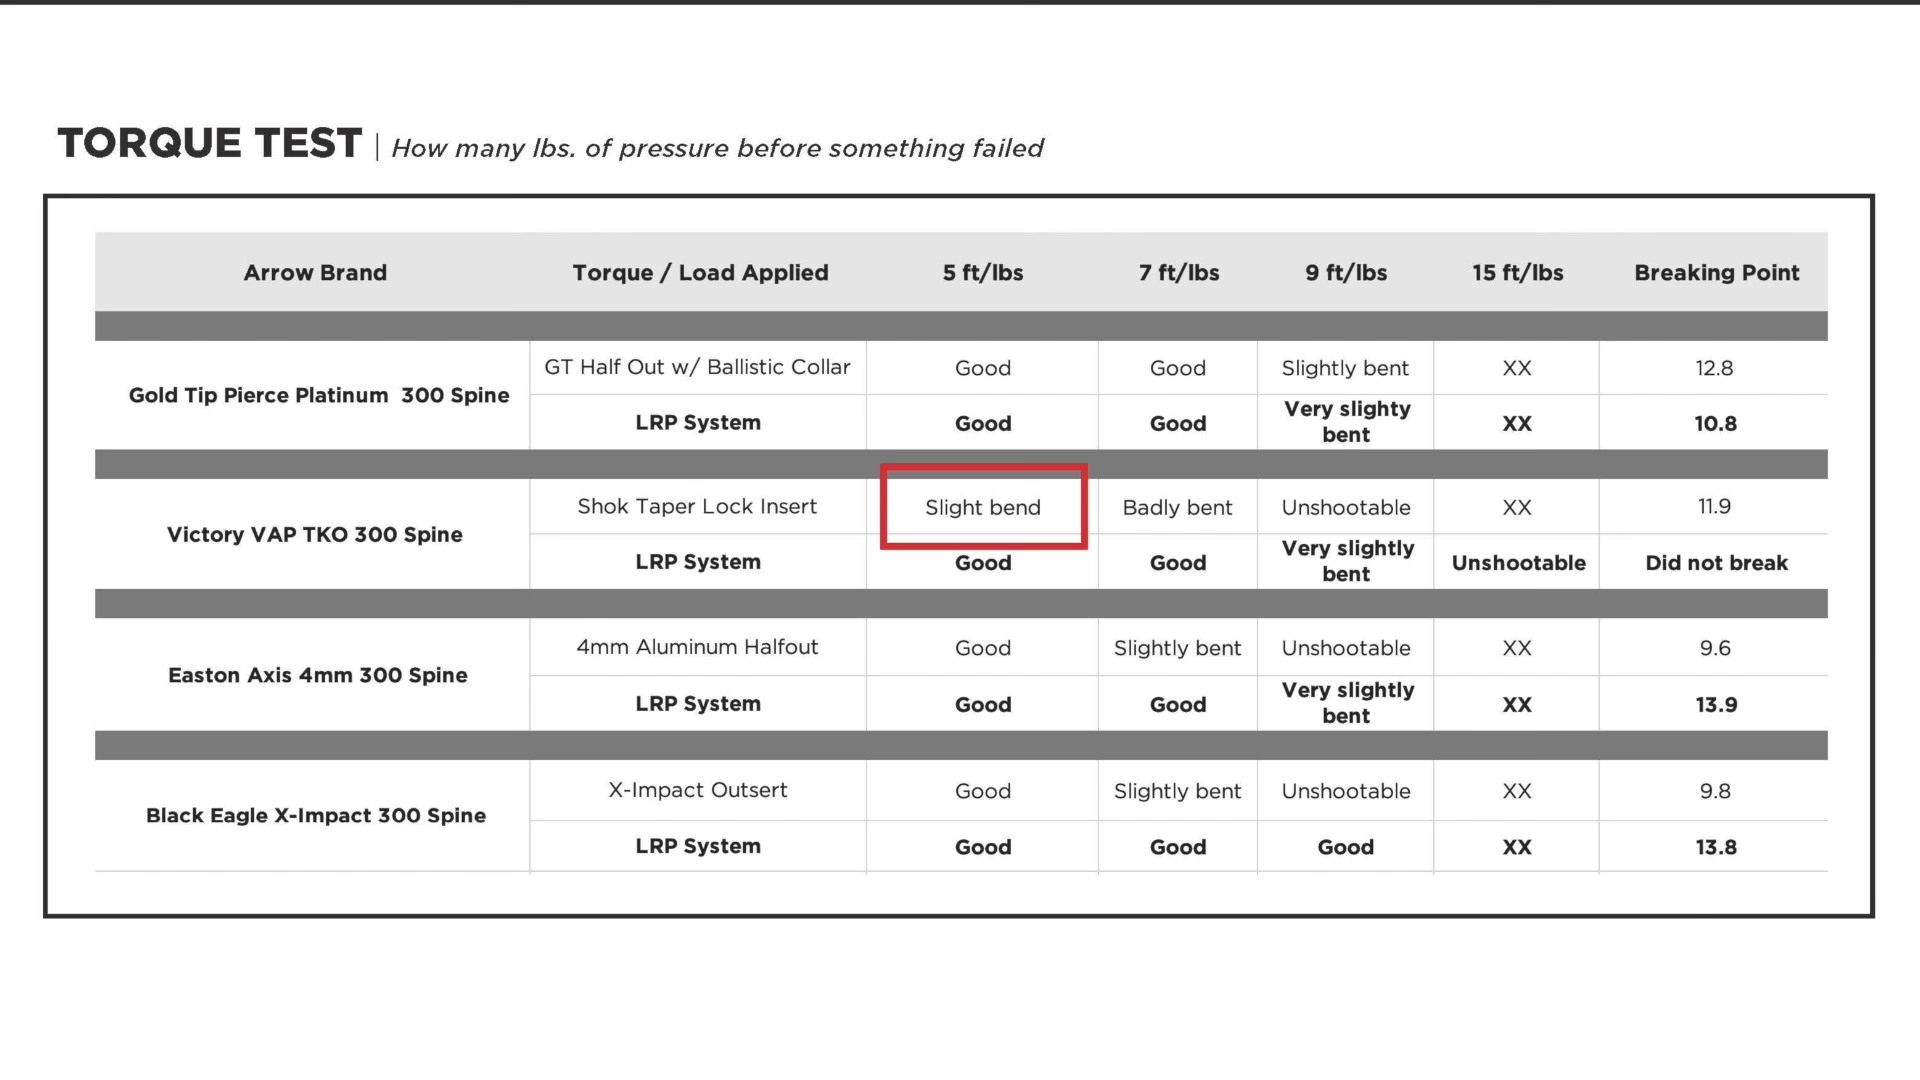 TORQUE TEST | How many lbs. of pressure before something failed
Arrow Brand Torque / Load Applied 5 ft/lbs 7 ft/lbs 9 ft/lbs 15 ft/lbs Breaking Point
Gold Tip Pierce Platinum 300 Spine
GT Half Out w/ Ballistic Collar Good Good Slightly bent XX 12.8
LRP System Good Good Very slighty bent XX 10.8
Victory VAP TKO 300 Spine
Shok Taper Lock Insert Slight bend Badly bent Unshootable XX 11.9
LRP System Good Good Very slightly bent Unshootable Did not break
Easton Axis 4mm 300 Spine
4mm Aluminum Halfout Good Slightly bent Unshootable XX 9.6
LRP System Good Good Very slightly bent XX 13.9
Black Eagle X-Impact 300 Spine
X-Impact Outsert Good Slightly bent Unshootable XX 9.8
LRP System Good Good Good XX 13.8